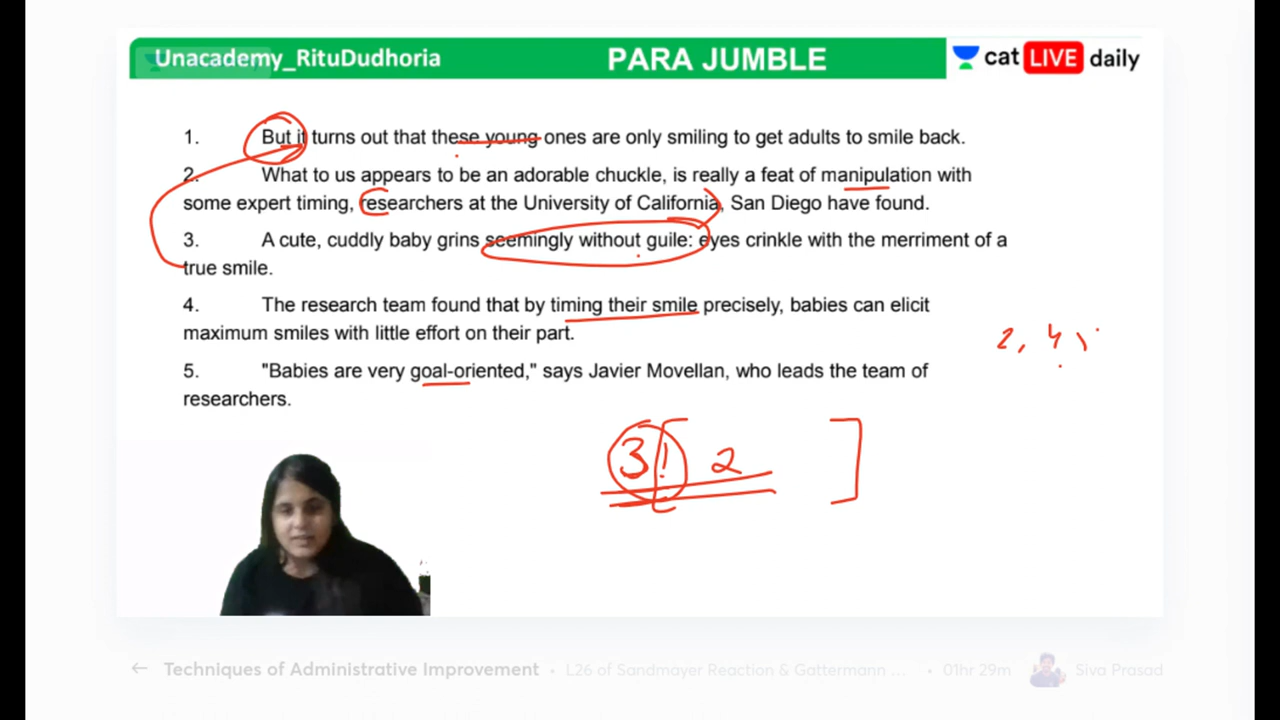 Unacademy_RituDudhoria PARA JUMBLE cat LIVE daily
1. But it turns out that these young ones are only smiling to get adults to smile back.
2. What to us appears to be an adorable chuckle, is really a feat of manipulation with
some expert timing, researchers at the University of California, San Diego have found.
3. A cute, cuddly baby grins seemingly without guile: eyes crinkle with the merriment of a
true smile.
4. The research team found that by timing their smile precisely, babies can elicit
maximum smiles with little effort on their part.
2, 4
5. "Babies are very goal-oriented," says Javier Movellan, who leads the team of
researchers.
3 2
← Techniques of Administrative Improvement • L26 of Sandmayer Reaction & Gattermann ... • 01hr 29m Siva Prasad